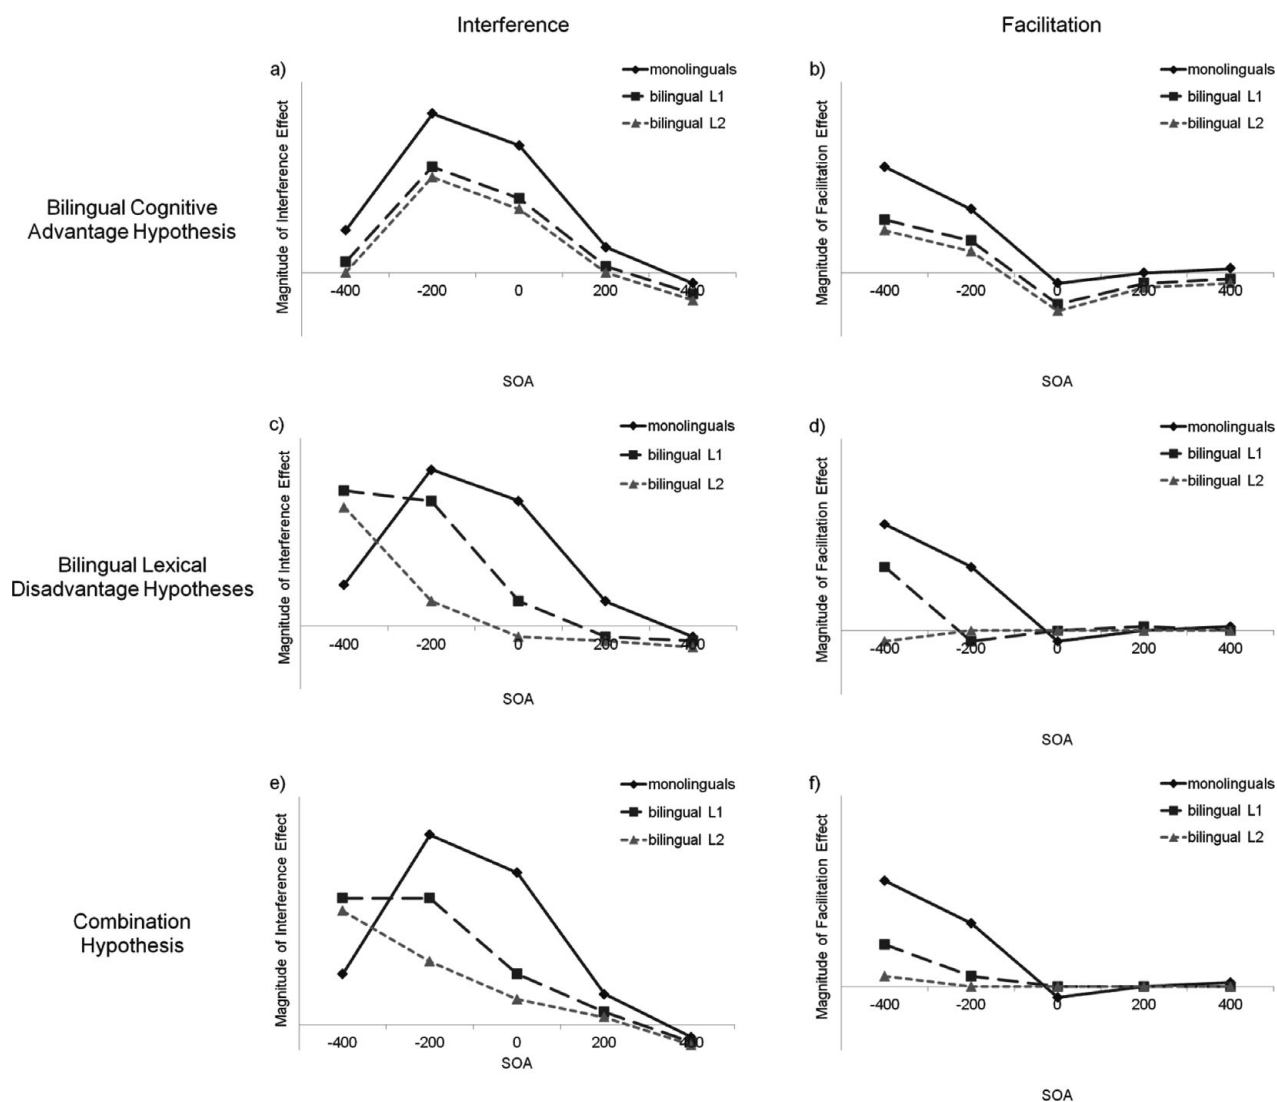 Interference
Facilitation
Bilingual Cognitive
Advantage Hypothesis
a)
Magnitude of Interference Effect
monolinguals
bilingual L1
bilingual L2
-400
-200
0
200
400
SOA
b)
Magnitude of Facilitation Effect
monolinguals
bilingual L1
bilingual L2
-400
-200
0
200
400
SOA
Bilingual Lexical
Disadvantage Hypotheses
c)
Magnitude of Interference Effect
monolinguals
bilingual L1
bilingual L2
-400
-200
0
200
400
SOA
d)
Magnitude of Facilitation Effect
monolinguals
bilingual L1
bilingual L2
-400
-200
0
200
400
SOA
Combination
Hypothesis
e)
Magnitude of Interference Effect
monolinguals
bilingual L1
bilingual L2
-400
-200
0
200
400
SOA
f)
Magnitude of Facilitation Effect
monolinguals
bilingual L1
bilingual L2
-400
-200
0
200
400
SOA